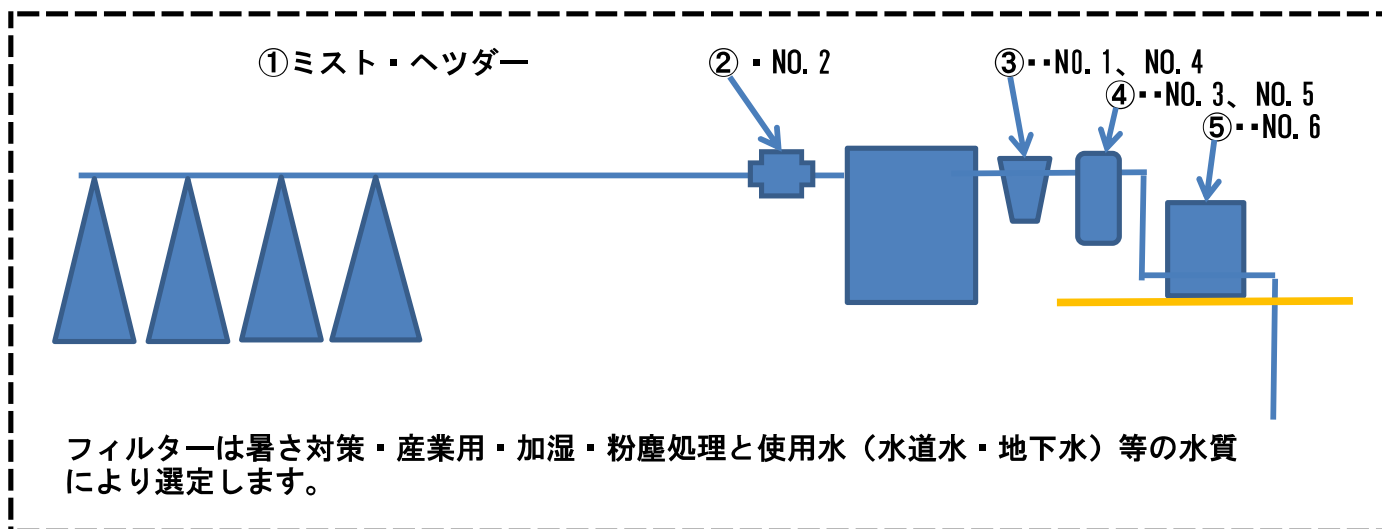 ①ミスト・ヘツダー
②・NO.2
③・・NO.1、NO.4
④・・NO.3、NO.5
⑤・・NO.6
フィルターは暑さ対策・産業用・加湿・粉塵処理と使用水（水道水・地下水）等の水質
により選定します。